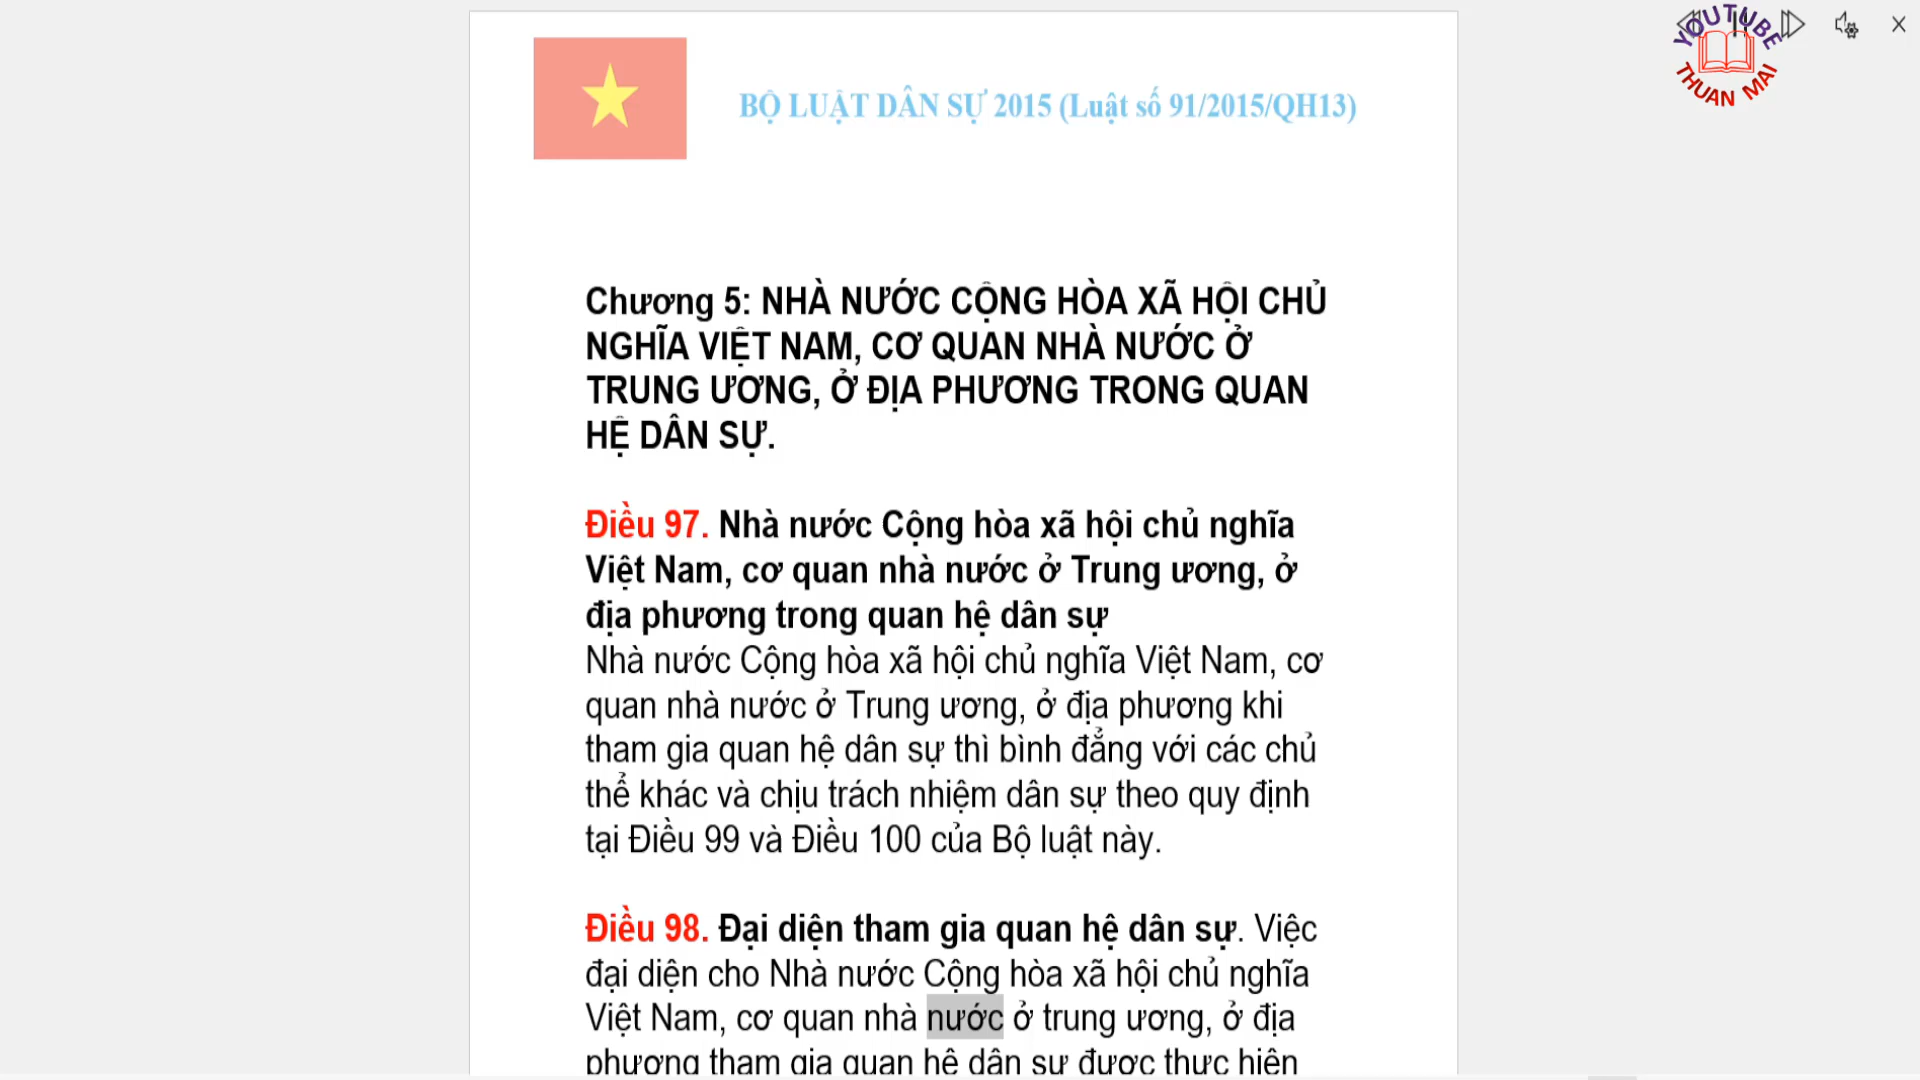 YOUTUBE
THUAN MAI
BỘ LUẬT DÂN SỰ 2015 (Luật số 91/2015/QH13)
Chương 5: NHÀ NƯỚC CỘNG HÒA XÃ HỘI CHỦ
NGHĨA VIỆT NAM, CƠ QUAN NHÀ NƯỚC Ở
TRUNG ƯƠNG, Ở ĐỊA PHƯƠNG TRONG QUAN
HỆ DÂN SỰ.
Điều 97. Nhà nước Cộng hòa xã hội chủ nghĩa
Việt Nam, cơ quan nhà nước ở Trung ương, ở
địa phương trong quan hệ dân sự
Nhà nước Cộng hòa xã hội chủ nghĩa Việt Nam, cơ
quan nhà nước ở Trung ương, ở địa phương khi
tham gia quan hệ dân sự thì bình đẳng với các chủ
thể khác và chịu trách nhiệm dân sự theo quy định
tại Điều 99 và Điều 100 của Bộ luật này.
Điều 98. Đại diện tham gia quan hệ dân sự. Việc
đại diện cho Nhà nước Cộng hòa xã hội chủ nghĩa
Việt Nam, cơ quan nhà nước ở trung ương, ở địa
phương tham gia quan hệ dân sự được thực hiện